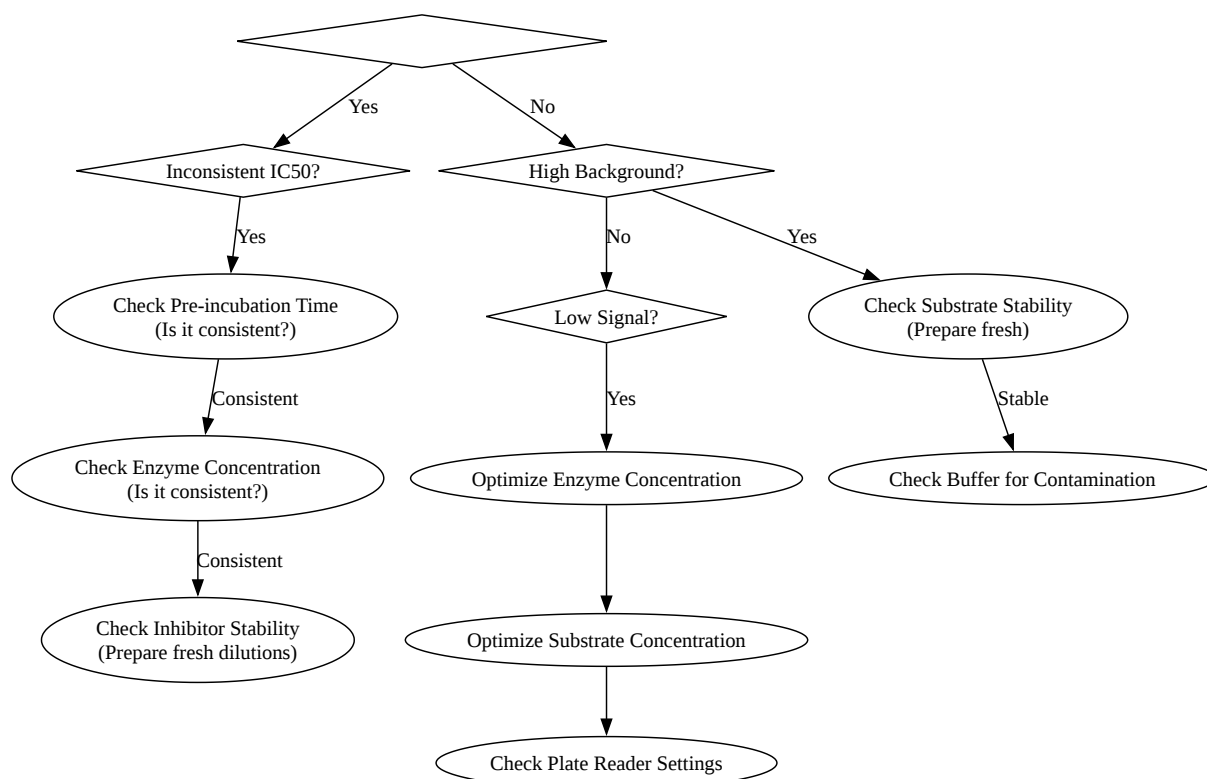 Yes
No
Inconsistent IC50?
High Background?
Yes
No
Yes
Check Pre-incubation Time
(Is it consistent?)
Low Signal?
Check Substrate Stability
(Prepare fresh)
Consistent
Yes
Stable
Check Enzyme Concentration
(Is it consistent?)
Optimize Enzyme Concentration
Check Buffer for Contamination
Consistent
Check Inhibitor Stability
(Prepare fresh dilutions)
Optimize Substrate Concentration
Check Plate Reader Settings